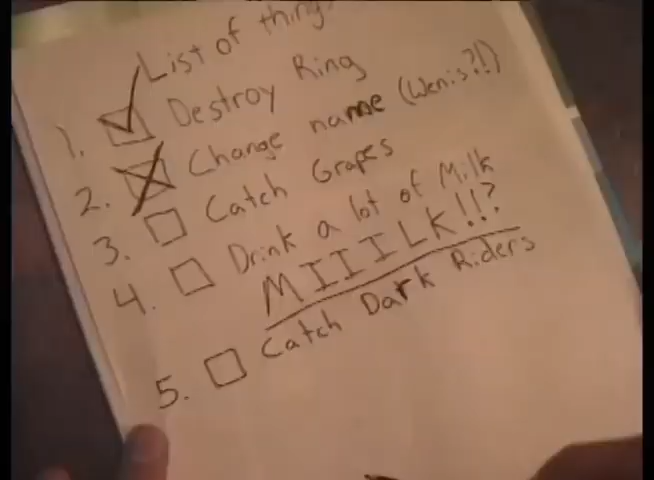 List of things
1. Destroy Ring
2. Change name (Wenis?!)
3. Catch Grapes
4. Drink a lot of Milk
MIIILK!!?
5. Catch Dark Riders